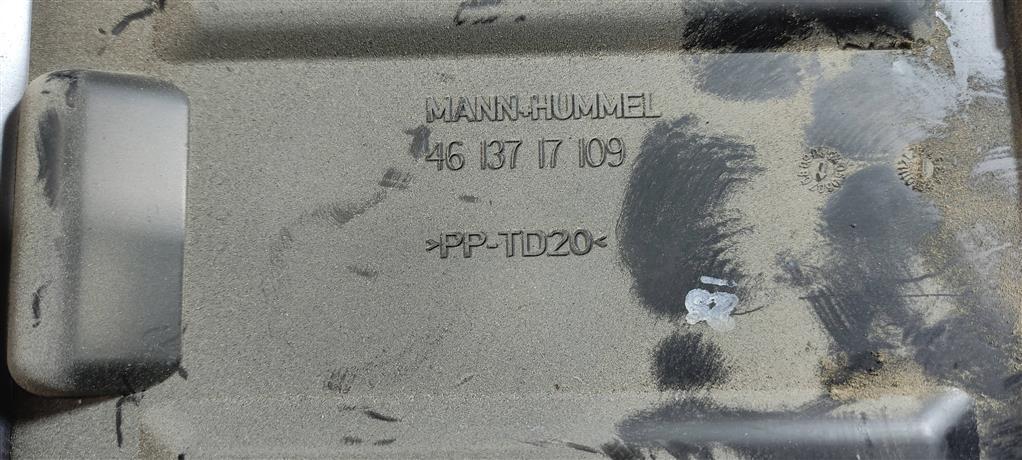 MANN+HUMMEL
46 137 17 109
>PP-TD20<